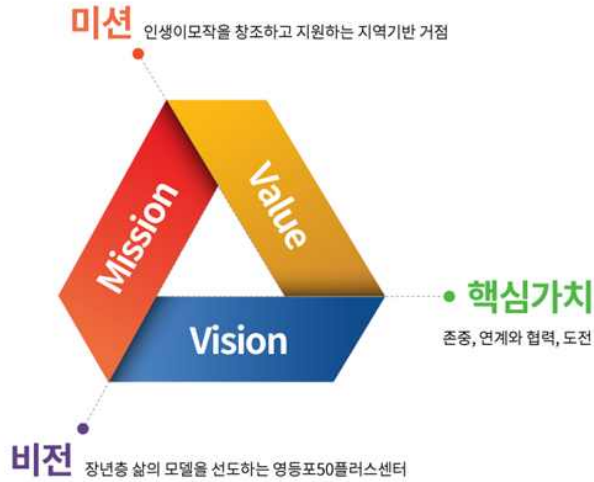 미션 인생이모작을 창조하고 지원하는 지역기반 거점
Mission
Value
Vision
핵심가치
존중, 연계와 협력, 도전
비전 장년층 삶의 모델을 선도하는 영등포50플러스센터